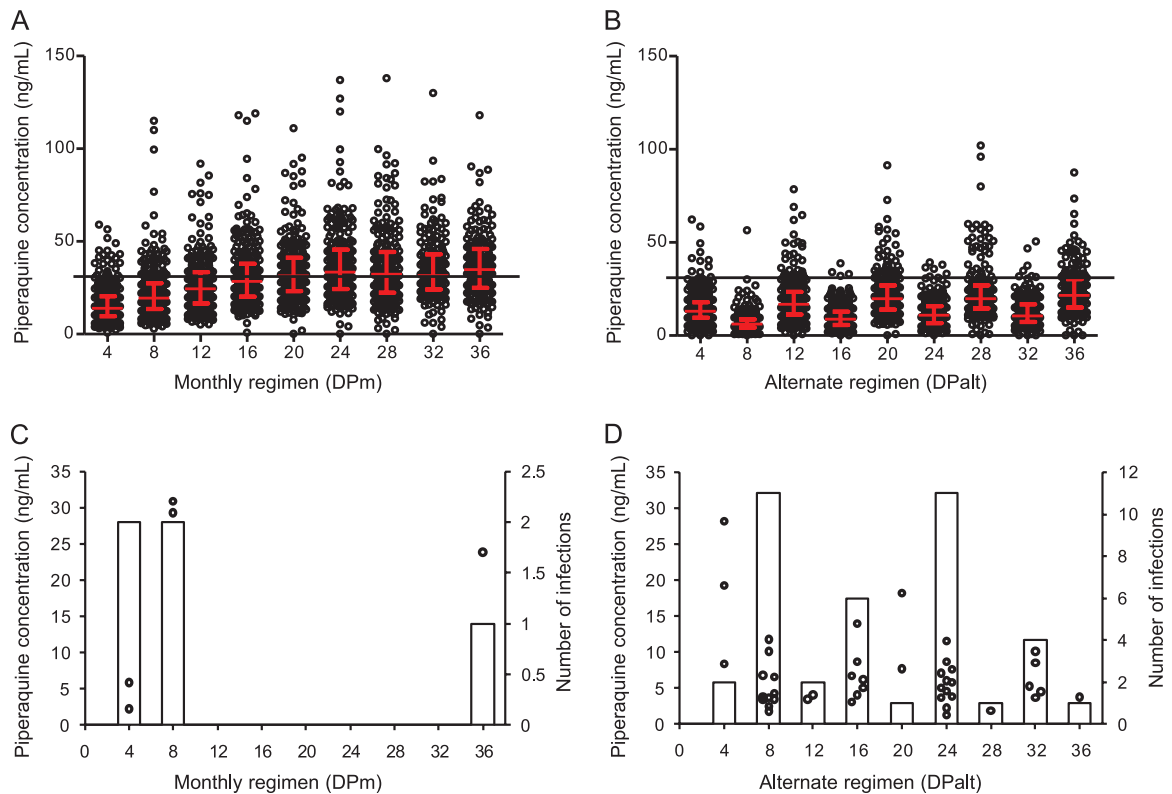 A
Piperaquine concentration (ng/mL)
150
100
50
0
4 8 12 16 20 24 28 32 36
Monthly regimen (DPm)
B
Piperaquine concentration (ng/mL)
150
100
50
0
4 8 12 16 20 24 28 32 36
Alternate regimen (DPalt)
C
Piperaquine concentration (ng/mL)
35
30
25
20
15
10
5
0
2.5
2
1.5
1
0.5
0
Number of infections
0 4 8 12 16 20 24 28 32 36
Monthly regimen (DPm)
D
Piperaquine concentration (ng/mL)
35
30
25
20
15
10
5
0
12
10
8
6
4
2
0
Number of infections
0 4 8 12 16 20 24 28 32 36
Alternate regimen (DPalt)